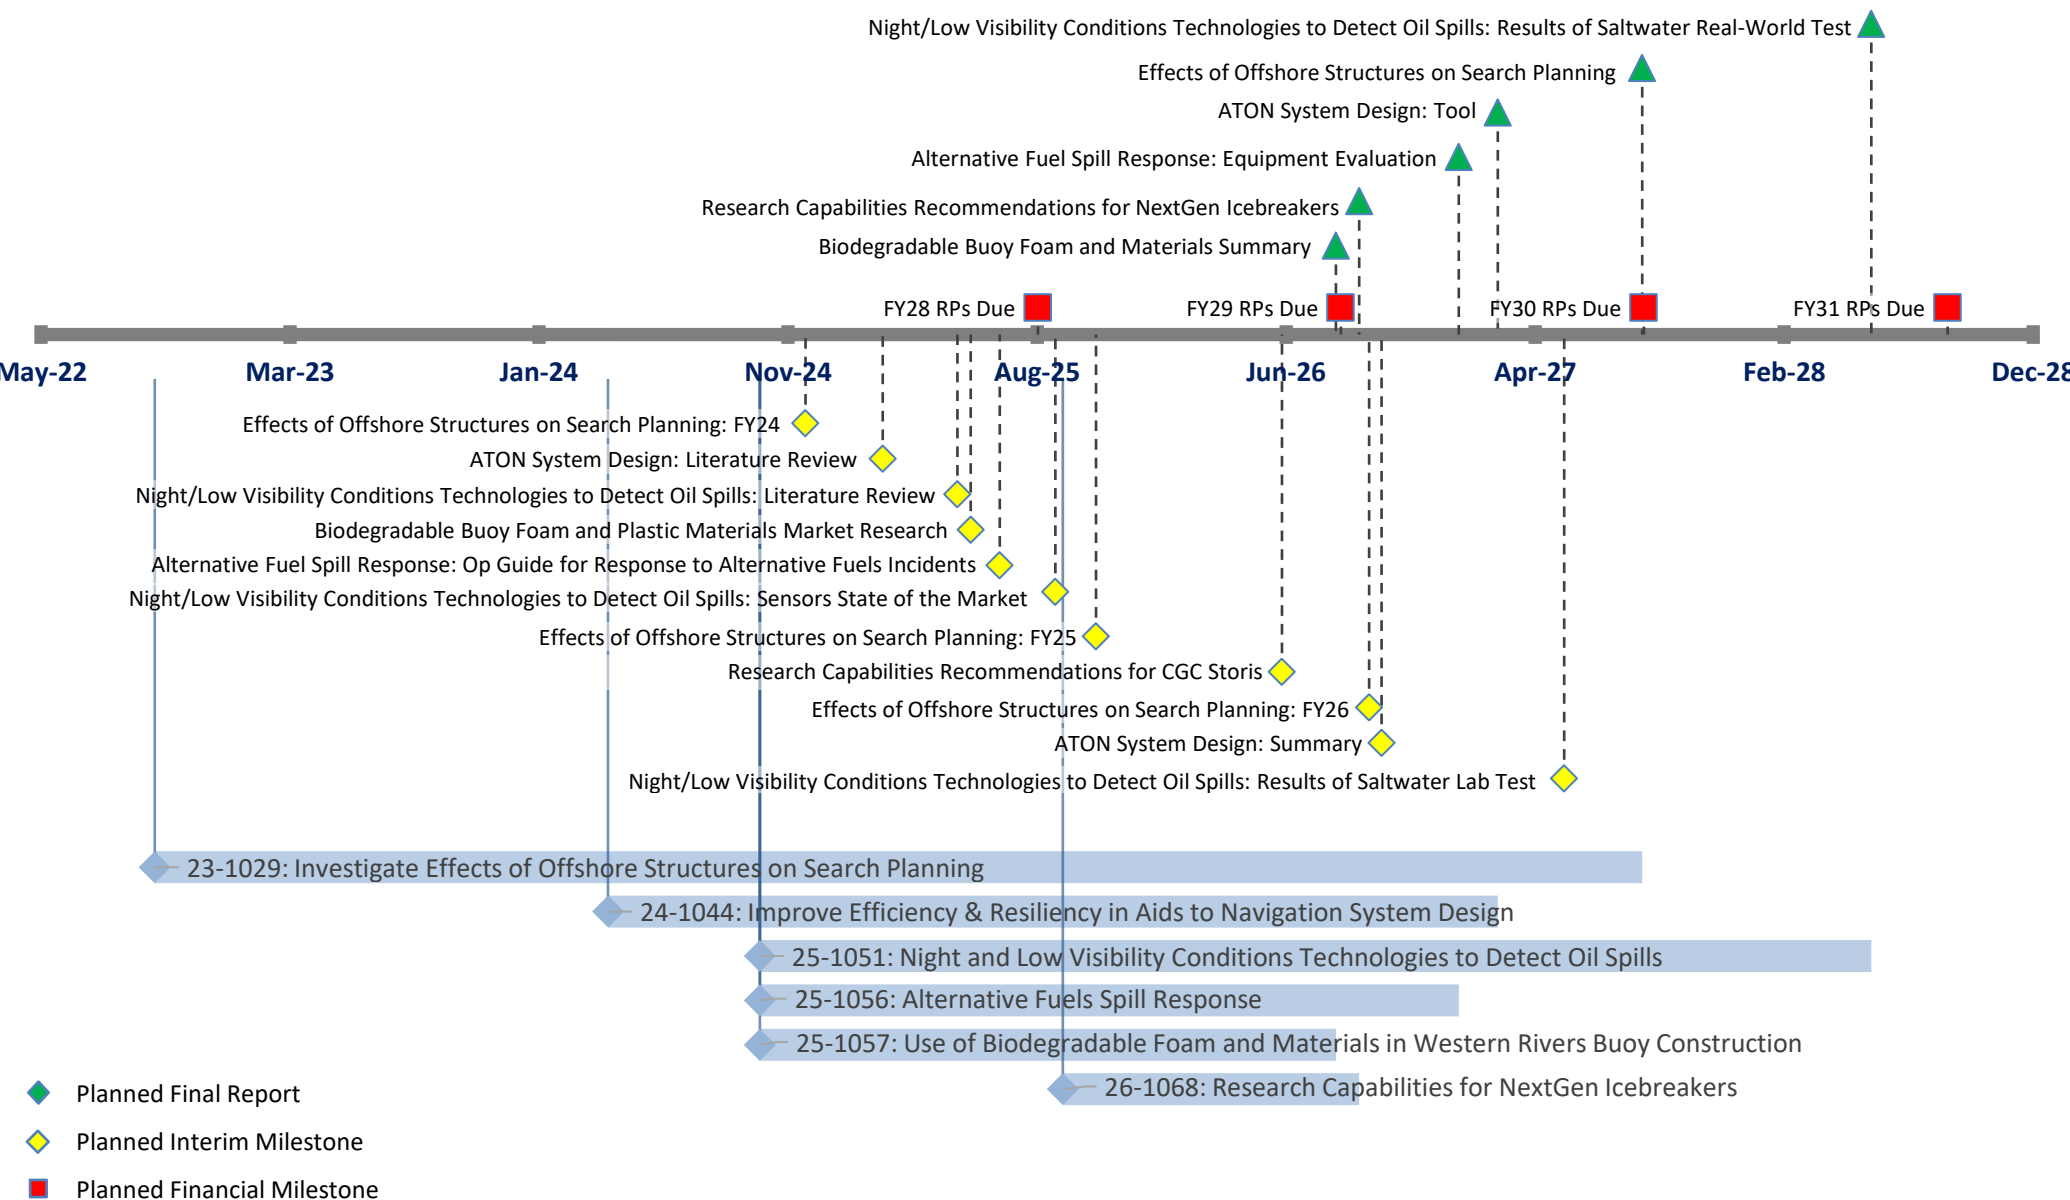 Night/Low Visibility Conditions Technologies to Detect Oil Spills: Results of Saltwater Real-World Test
Effects of Offshore Structures on Search Planning
ATON System Design: Tool
Alternative Fuel Spill Response: Equipment Evaluation
Research Capabilities Recommendations for NextGen Icebreakers
Biodegradable Buoy Foam and Materials Summary
FY28 RPs Due FY29 RPs Due FY30 RPs Due FY31 RPs Due
May-22 Mar-23 Jan-24 Nov-24 Aug-25 Jun-26 Apr-27 Feb-28 Dec-28
Effects of Offshore Structures on Search Planning: FY24
ATON System Design: Literature Review
Night/Low Visibility Conditions Technologies to Detect Oil Spills: Literature Review
Biodegradable Buoy Foam and Plastic Materials Market Research
Alternative Fuel Spill Response: Op Guide for Response to Alternative Fuels Incidents
Night/Low Visibility Conditions Technologies to Detect Oil Spills: Sensors State of the Market
Effects of Offshore Structures on Search Planning: FY25
Research Capabilities Recommendations for CGC Storis
Effects of Offshore Structures on Search Planning: FY26
ATON System Design: Summary
Night/Low Visibility Conditions Technologies to Detect Oil Spills: Results of Saltwater Lab Test
23-1029: Investigate Effects of Offshore Structures on Search Planning
24-1044: Improve Efficiency & Resiliency in Aids to Navigation System Design
25-1051: Night and Low Visibility Conditions Technologies to Detect Oil Spills
25-1056: Alternative Fuels Spill Response
25-1057: Use of Biodegradable Foam and Materials in Western Rivers Buoy Construction
26-1068: Research Capabilities for NextGen Icebreakers
Planned Final Report
Planned Interim Milestone
Planned Financial Milestone